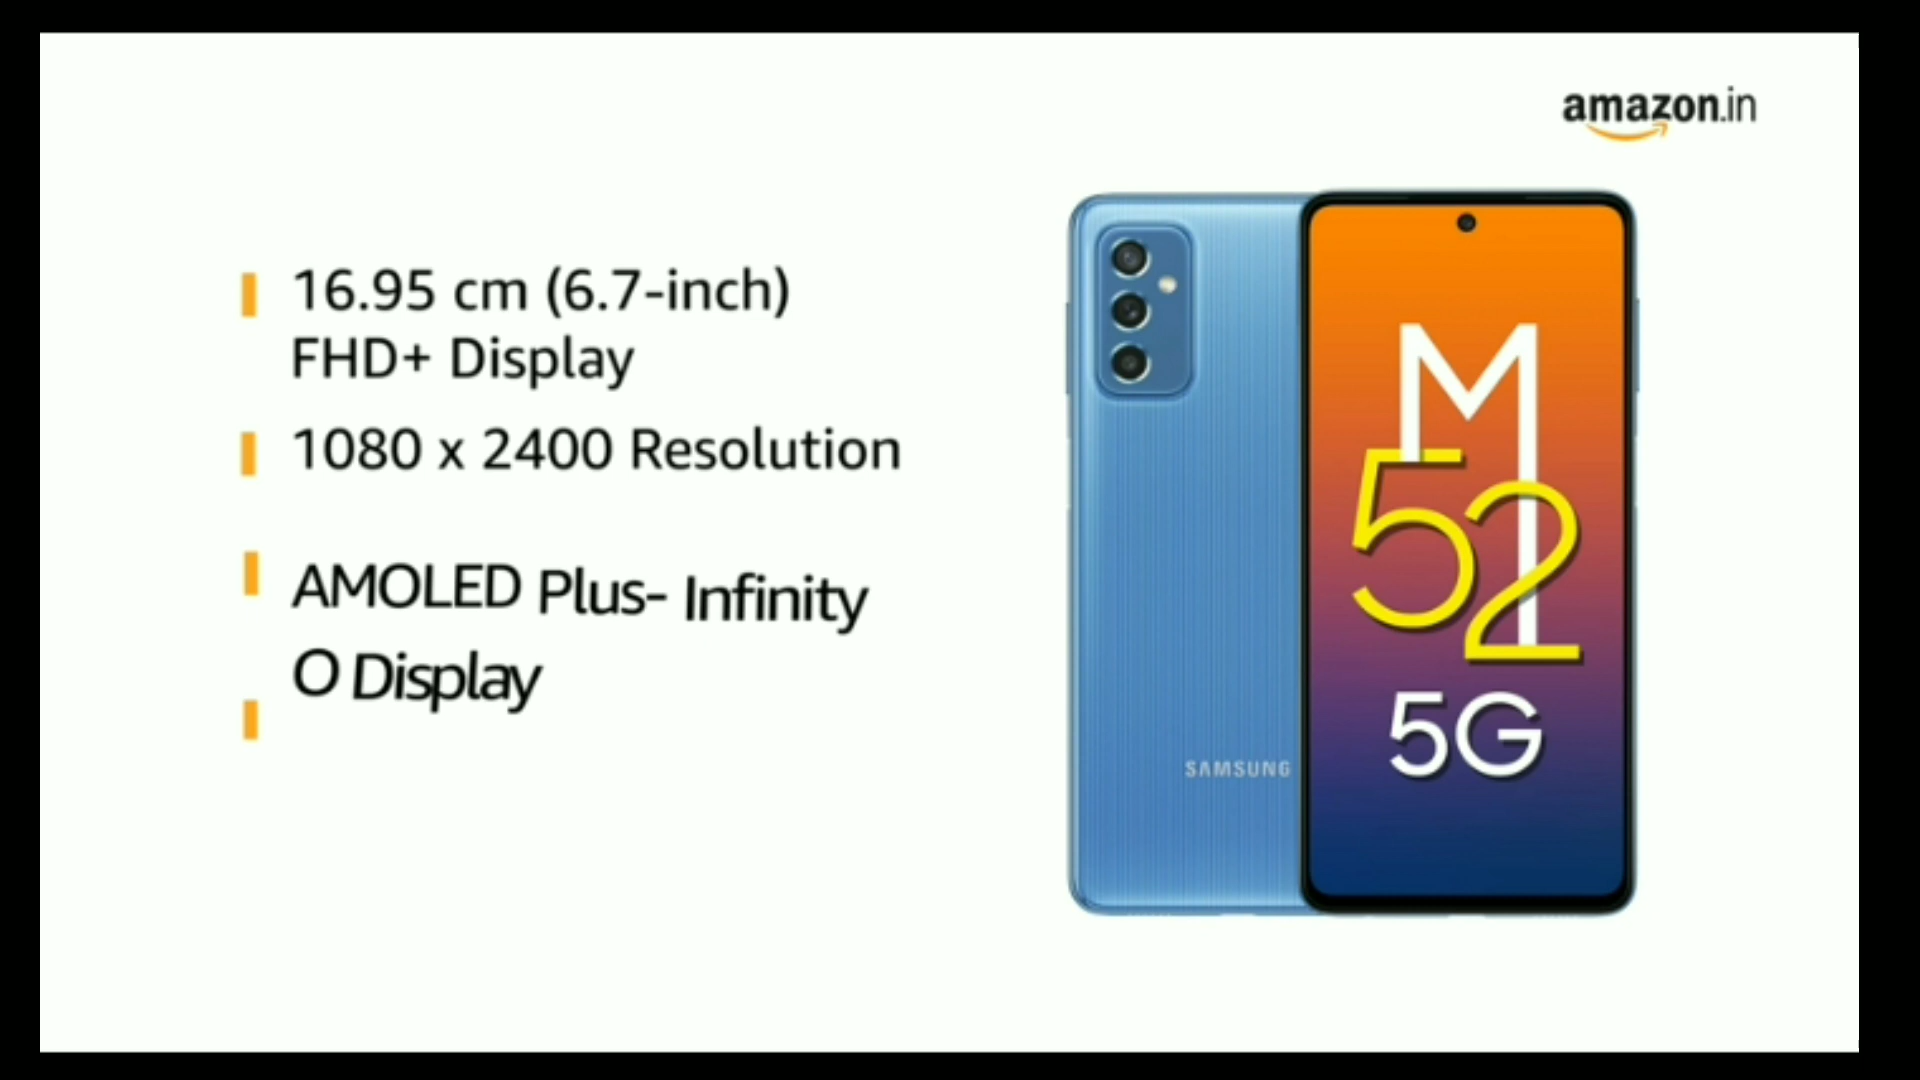 amazon.in
16.95 cm (6.7-inch)
FHD+ Display
1080 x 2400 Resolution
AMOLED Plus- Infinity
O Display
SAMSUNG
M
52
5G